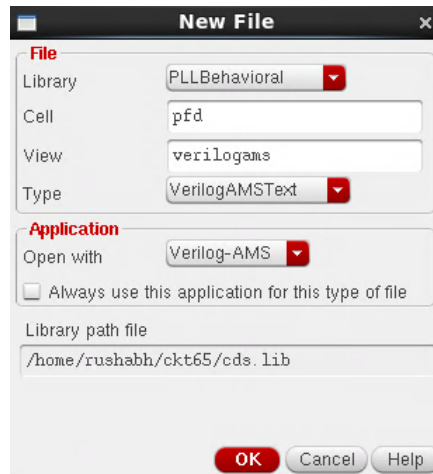 New File
File
Library PLLBehavioral
Cell pfd
View verilogams
Type VerilogAMSText
Application
Open with Verilog-AMS
Always use this application for this type of file
Library path file
/home/rushabh/ckt65/cds.lib
OK Cancel Help